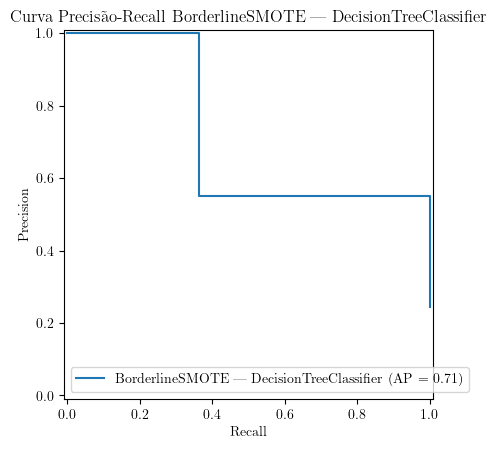 Curva Precisão-Recall BorderlineSMOTE — DecisionTreeClassifier
1.0
0.8
0.6
0.4
0.2
0.0
Precision
BorderlineSMOTE — DecisionTreeClassifier (AP = 0.71)
0.0 0.2 0.4 0.6 0.8 1.0
Recall